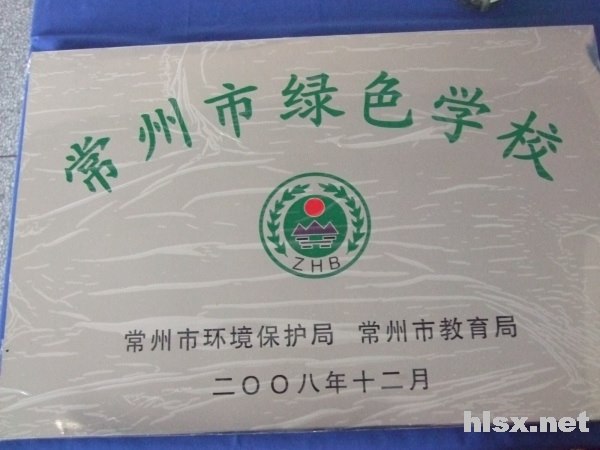 常州市绿色学校
ZHB
常州市环境保护局 常州市教育局
二〇〇八年十二月
hlsx.net